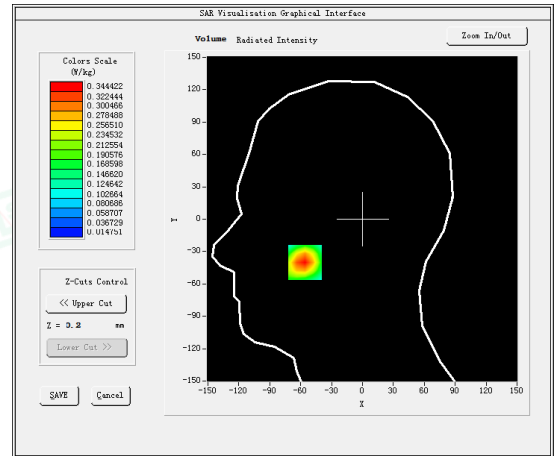 SAR Visualisation Graphical Interface
Volume Radiated Intensity
Zoom In/Out
Colors Scale
(W/kg)
0.344422
0.322444
0.300466
0.278488
0.256510
0.234532
0.212554
0.190576
0.168598
0.146620
0.124642
0.102664
0.080686
0.058707
0.036729
0.014751
Z-Cuts Control
<< Upper Cut
Z = 0.2 mm
Lower Cut >>
SAVE Cancel
150
120
90
60
30
0
-30
-60
-90
-120
-150
Y
-150 -120 -90 -60 -30 0 30 60 90 120 150
X